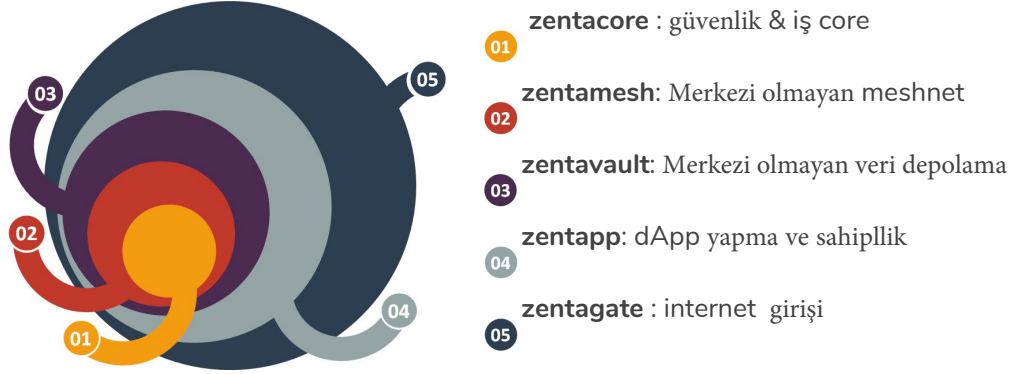 03
02
01
05
04
zentacore : güvenlik & iş core
01
zentamesh: Merkezi olmayan meshnet
02
zentavault: Merkezi olmayan veri depolama
03
zentapp: dApp yapma ve sahipllik
04
zentagate : internet girişi
05